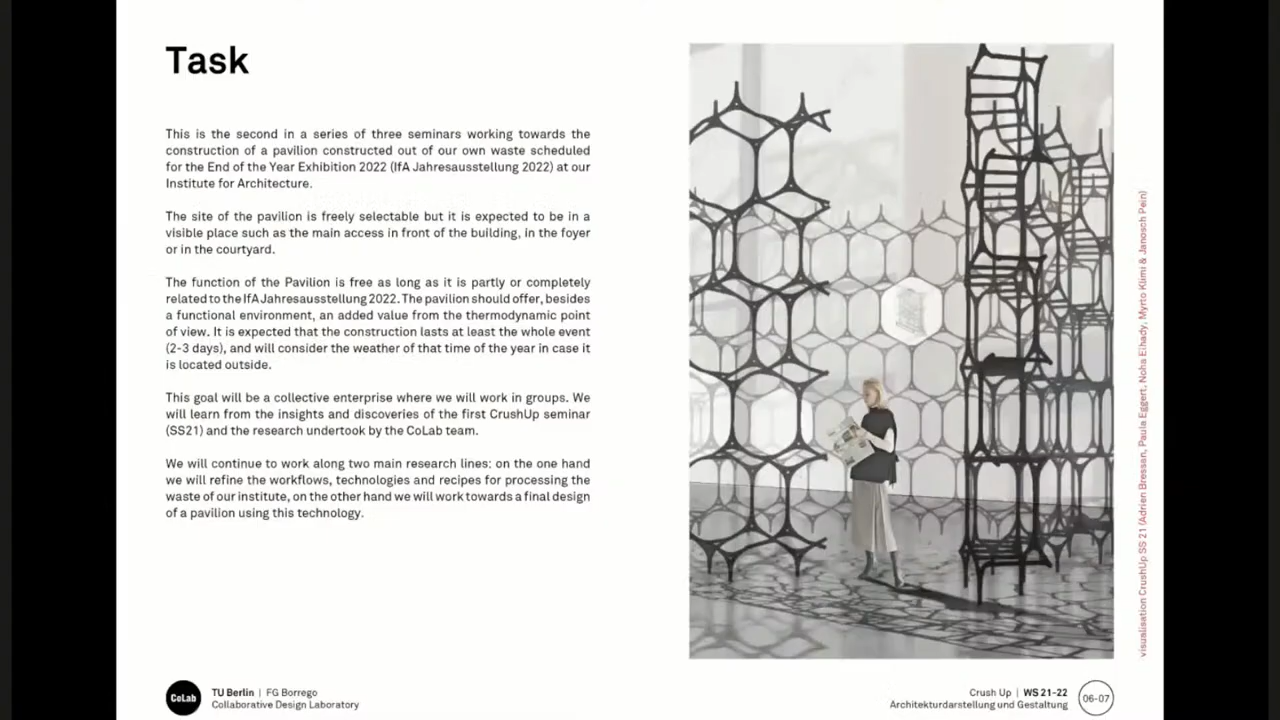 Task
This is the second in a series of three seminars working towards the
construction of a pavilion constructed out of our own waste scheduled
for the End of the Year Exhibition 2022 (IfA Jahresausstellung 2022) at our
Institute for Architecture.
The site of the pavilion is freely selectable but it is expected to be in a
visible place such as the main access in front of the building, in the foyer
or in the courtyard.
The function of the Pavilion is free as long as it is partly or completely
related to the IfA Jahresausstellung 2022. The pavilion should offer, besides
a functional environment, an added value from the thermodynamic point
of view. It is expected that the construction lasts at least the whole event
(2-3 days), and will consider the weather of that time of the year in case it
is located outside.
This goal will be a collective enterprise where we will work in groups. We
will learn from the insights and discoveries of the first CrushUp seminar
(SS21) and the research undertook by the CoLab team.
We will continue to work along two main research lines: on the one hand
we will refine the workflows, technologies and recipes for processing the
waste of our institute, on the other hand we will work towards a final design
of a pavilion using this technology.
visualisation CrushUp SS 21 (Adrien Bressan, Paula Eggert, Noha Elhady, Myrto Klimi & Janosch Pein)
CoLab
TU Berlin | FG Borrego
Collaborative Design Laboratory
Crush Up | WS 21-22
Architekturdarstellung und Gestaltung
06-07